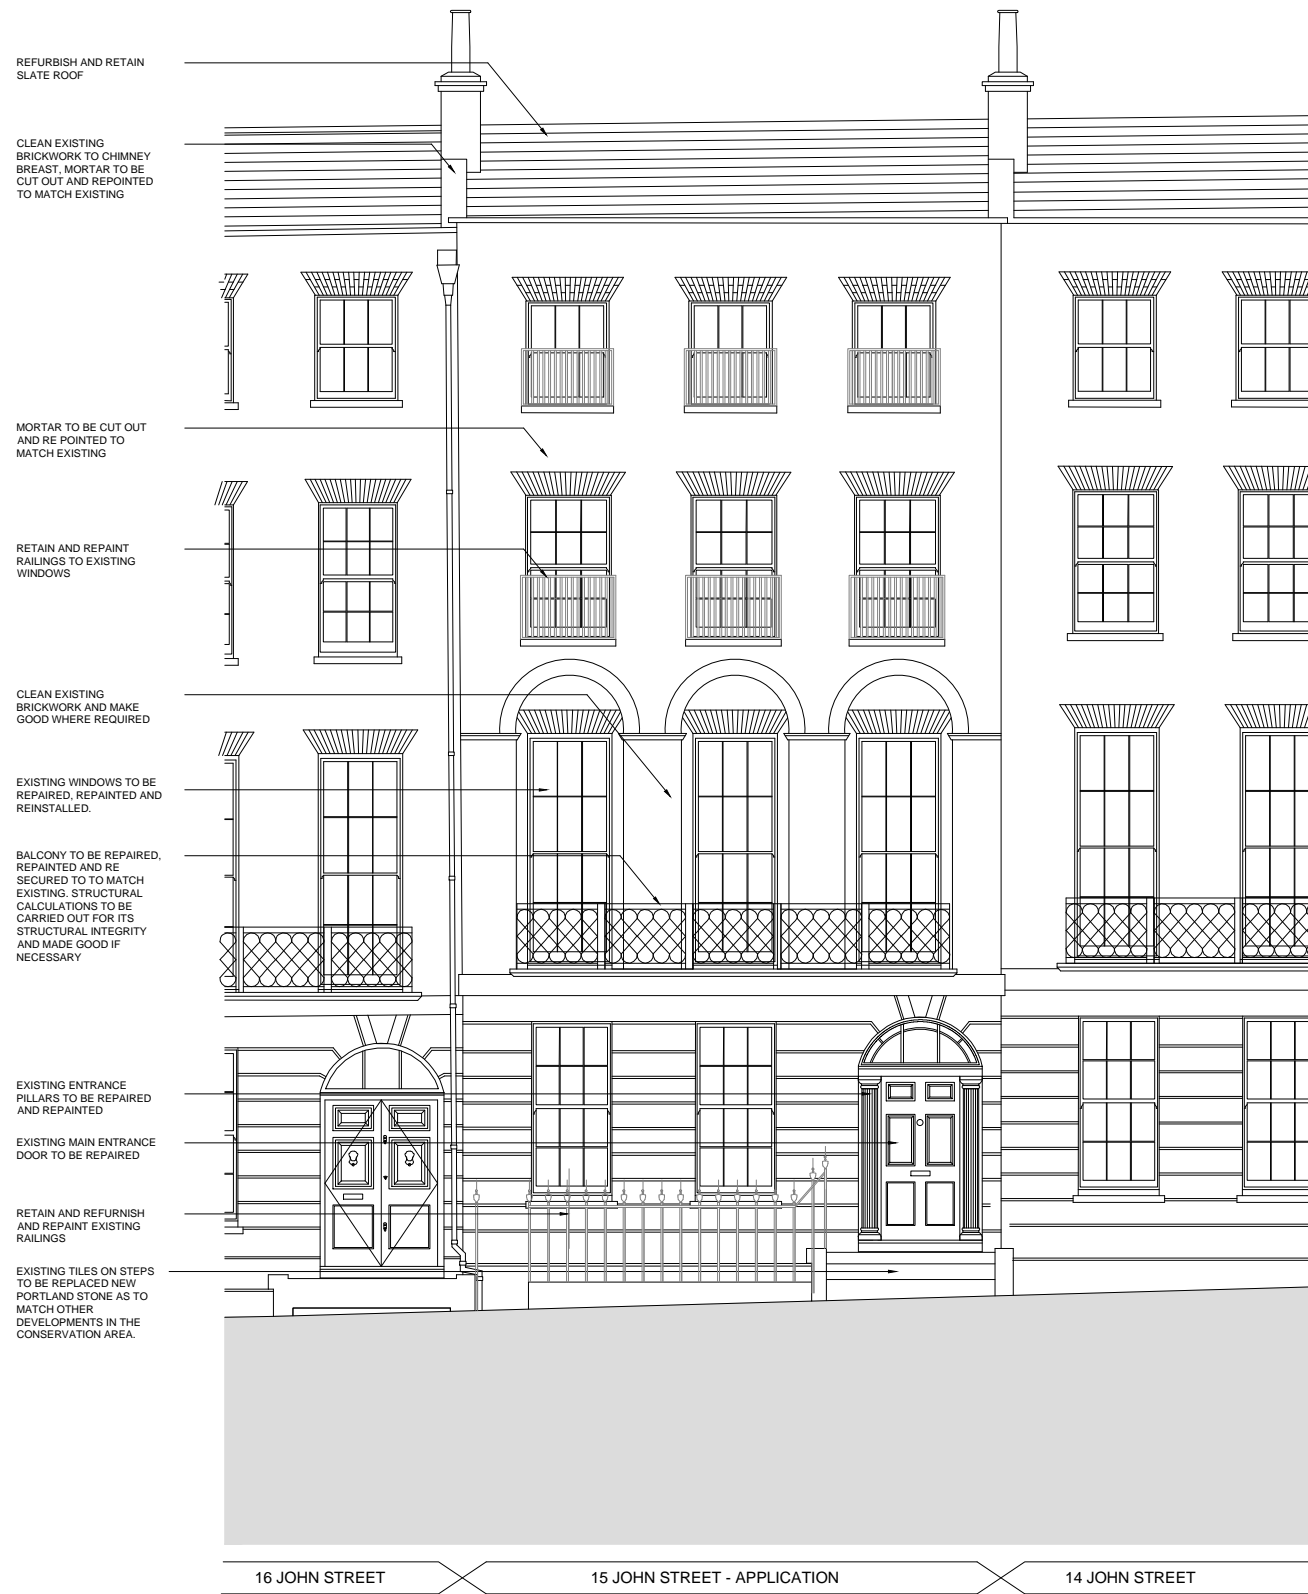 REFURBISH AND RETAIN
SLATE ROOF
CLEAN EXISTING
BRICKWORK TO CHIMNEY
BREAST, MORTAR TO BE
CUT OUT AND REPOINTED
TO MATCH EXISTING
MORTAR TO BE CUT OUT
AND RE POINTED TO
MATCH EXISTING
RETAIN AND REPAINT
RAILINGS TO EXISTING
WINDOWS
CLEAN EXISTING
BRICKWORK AND MAKE
GOOD WHERE REQUIRED
EXISTING WINDOWS TO BE
REPAIRED, REPAINTED AND
REINSTALLED.
BALCONY TO BE REPAIRED,
REPAINTED AND RE
SECURED TO TO MATCH
EXISTING. STRUCTURAL
CALCULATIONS TO BE
CARRIED OUT FOR ITS
STRUCTURAL INTEGRITY
AND MADE GOOD IF
NECESSARY
EXISTING ENTRANCE
PILLARS TO BE REPAIRED
AND REPAINTED
EXISTING MAIN ENTRANCE
DOOR TO BE REPAIRED
RETAIN AND REFURNISH
AND REPAINT EXISTING
RAILINGS
EXISTING TILES ON STEPS
TO BE REPLACED NEW
PORTLAND STONE AS TO
MATCH OTHER
DEVELOPMENTS IN THE
CONSERVATION AREA.
16 JOHN STREET
15 JOHN STREET - APPLICATION
14 JOHN STREET